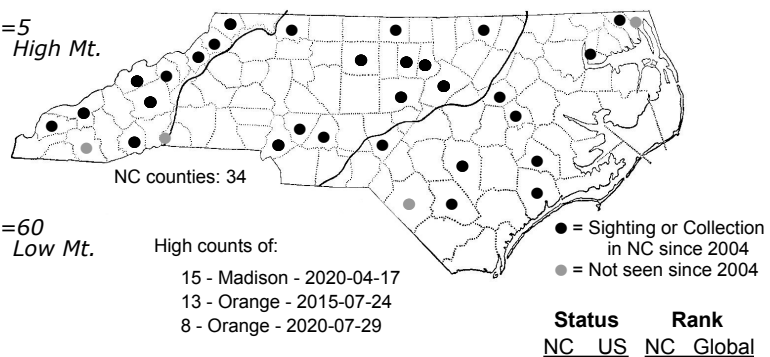 =5
High Mt.
NC counties: 34
=60
Low Mt.
High counts of:
15 - Madison - 2020-04-17
13 - Orange - 2015-07-24
8 - Orange - 2020-07-29
● = Sighting or Collection
in NC since 2004
● = Not seen since 2004
Status Rank
NC US NC Global